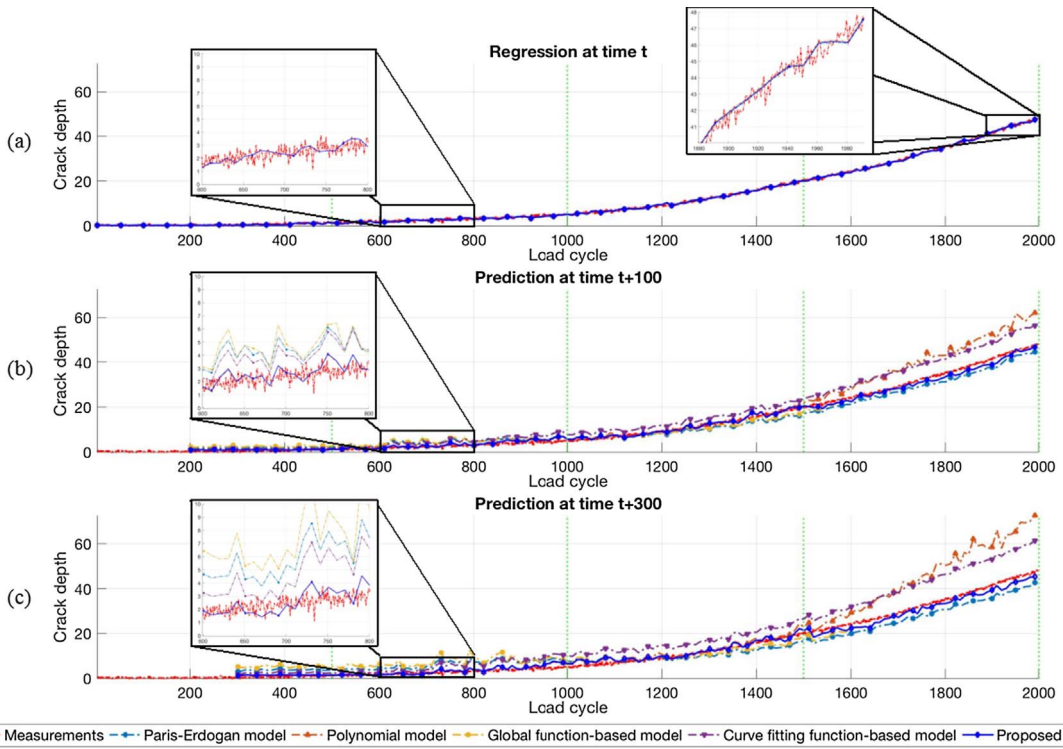 Regression at time t
(a)
Crack depth
60
40
20
0
200 400 600 800 1000 1200 1400 1600 1800 2000
Load cycle
Prediction at time t+100
(b)
Crack depth
60
40
20
0
200 400 600 800 1000 1200 1400 1600 1800 2000
Load cycle
Prediction at time t+300
(c)
Crack depth
60
40
20
0
200 400 600 800 1000 1200 1400 1600 1800 2000
Load cycle
Measurements Paris-Erdogan model Polynomial model Global function-based model Curve fitting function-based model Proposed